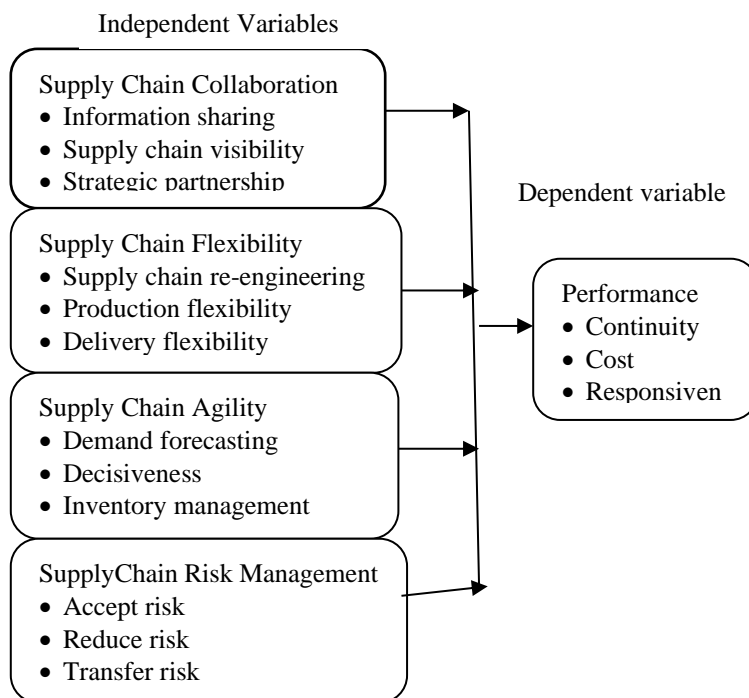 Independent Variables
Supply Chain Collaboration
• Information sharing
• Supply chain visibility
• Strategic partnership
Supply Chain Flexibility
• Supply chain re-engineering
• Production flexibility
• Delivery flexibility
Supply Chain Agility
• Demand forecasting
• Decisiveness
• Inventory management
SupplyChain Risk Management
• Accept risk
• Reduce risk
• Transfer risk
Dependent variable
Performance
• Continuity
• Cost
• Responsiven